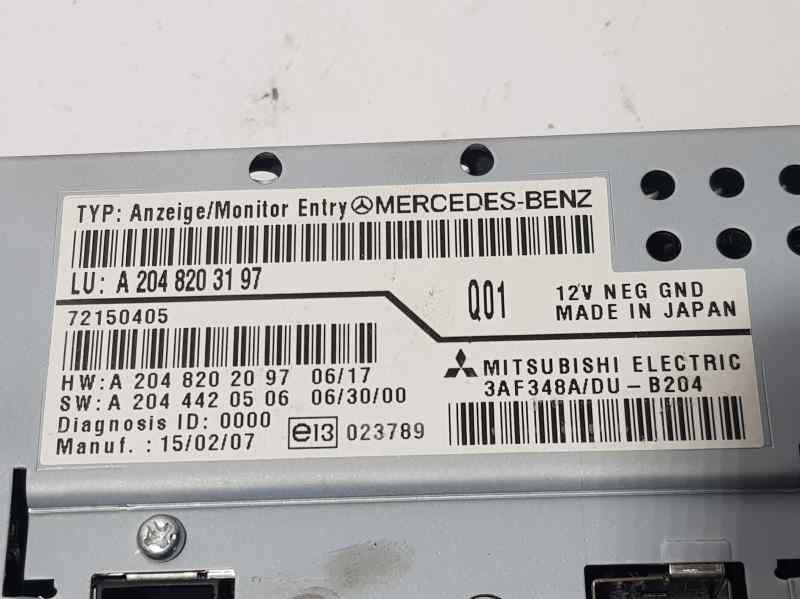 TYP: Anzeige/Monitor Entry MERCEDES-BENZ
LU: A 204 820 31 97
Q01
12V NEG GND
MADE IN JAPAN
72150405
HW: A 204 820 20 97 06/17
SW: A 204 442 05 06 06/30/00
Diagnosis ID: 0000
Manuf. : 15/02/07
e13 023789
MITSUBISHI ELECTRIC
3AF348A/DU-B204